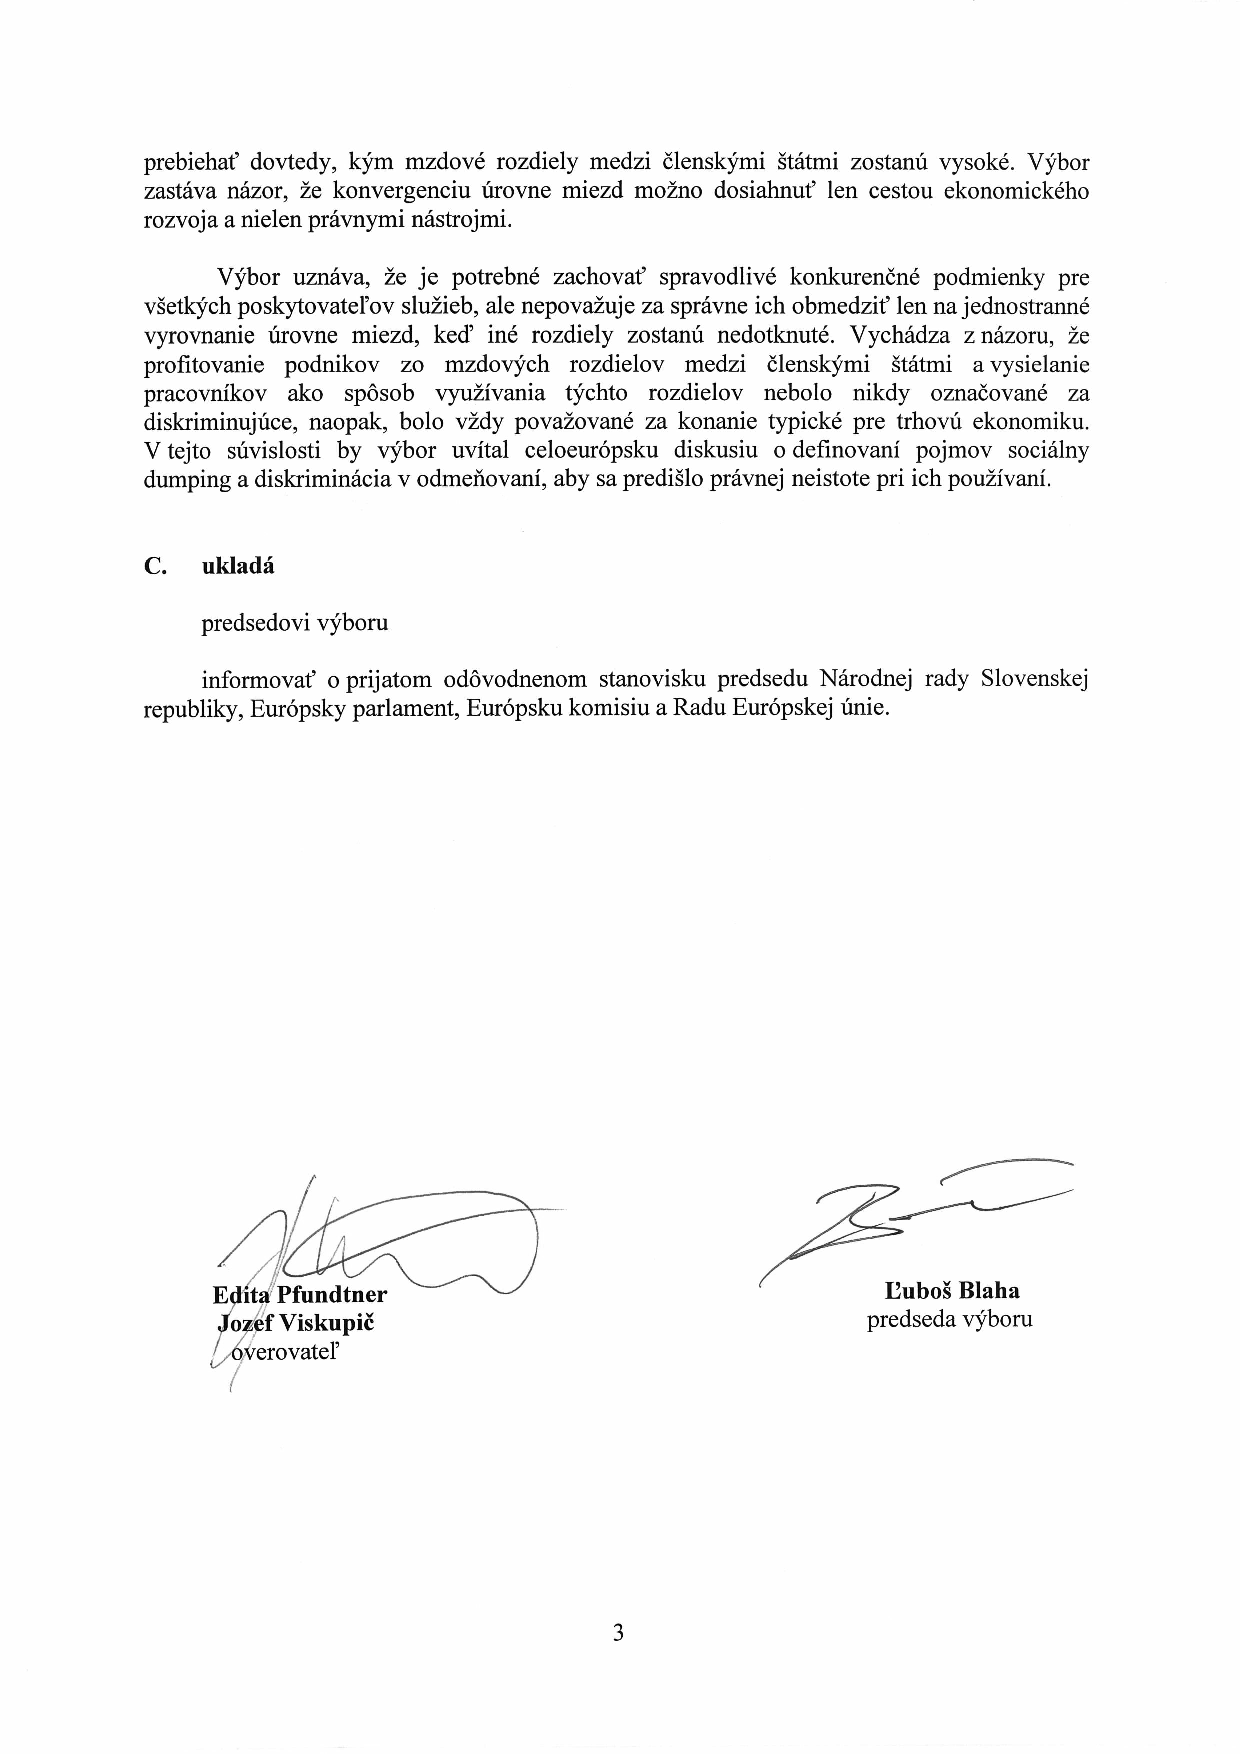 prebiehať dovtedy, kým mzdové rozdiely medzi členskými štátmi zostanú vysoké. Výbor
zastáva názor, že konvergenciu úrovne miezd možno dosiahnuť len cestou ekonomického
rozvoja a nielen právnymi nástrojmi.
Výbor uznáva, že je potrebné zachovať spravodlivé konkurenčné podmienky pre
všetkých poskytovateľov služieb, ale nepovažuje za správne ich obmedziť len na jednostranné
vyrovnanie úrovne miezd, keď iné rozdiely zostanú nedotknuté. Vychádza z názoru, že
profitovanie podnikov zo mzdových rozdielov medzi členskými štátmi a vysielanie
pracovníkov ako spôsob využívania týchto rozdielov nebolo nikdy označované za
diskriminujúce, naopak, bolo vždy považované za konanie typické pre trhovú ekonomiku.
V tejto súvislosti by výbor uvítal celoeurópsku diskusiu o definovaní pojmov sociálny
dumping a diskriminácia v odmeňovaní, aby sa predišlo právnej neistote pri ich používaní.
C. ukladá
predsedovi výboru
informovať o prijatom odôvodnenom stanovisku predsedu Národnej rady Slovenskej
republiky, Európsky parlament, Európsku komisiu a Radu Európskej únie.
Edita Pfundtner
Jozef Viskupič
overovateľ
Ľuboš Blaha
predseda výboru
3